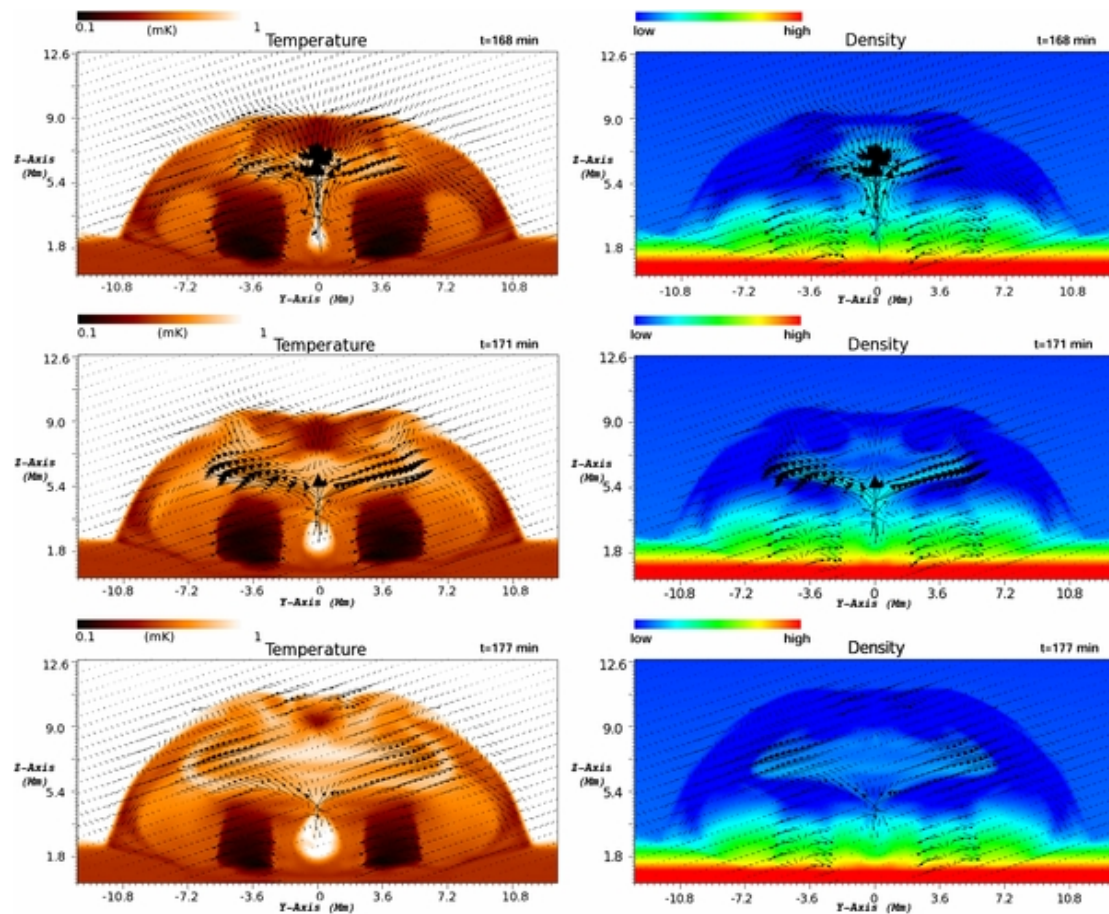 0.1 (mK) 1
low high
Temperature t=168 min
Density t=168 min
12.6 9.0 5.4 1.8
Z-Axis (Mm)
-10.8 -7.2 -3.6 0 3.6 7.2 10.8
Y-Axis (Mm)
12.6 9.0 5.4 1.8
Z-Axis (Mm)
-10.8 -7.2 -3.6 0 3.6 7.2 10.8
Y-Axis (Mm)
0.1 (mK) 1
low high
Temperature t=171 min
Density t=171 min
12.6 9.0 5.4 1.8
Z-Axis (Mm)
-10.8 -7.2 -3.6 0 3.6 7.2 10.8
Y-Axis (Mm)
12.6 9.0 5.4 1.8
Z-Axis (Mm)
-10.8 -7.2 -3.6 0 3.6 7.2 10.8
Y-Axis (Mm)
0.1 (mK) 1
low high
Temperature t=177 min
Density t=177 min
12.6 9.0 5.4 1.8
Z-Axis (Mm)
-10.8 -7.2 -3.6 0 3.6 7.2 10.8
Y-Axis (Mm)
12.6 9.0 5.4 1.8
Z-Axis (Mm)
-10.8 -7.2 -3.6 0 3.6 7.2 10.8
Y-Axis (Mm)